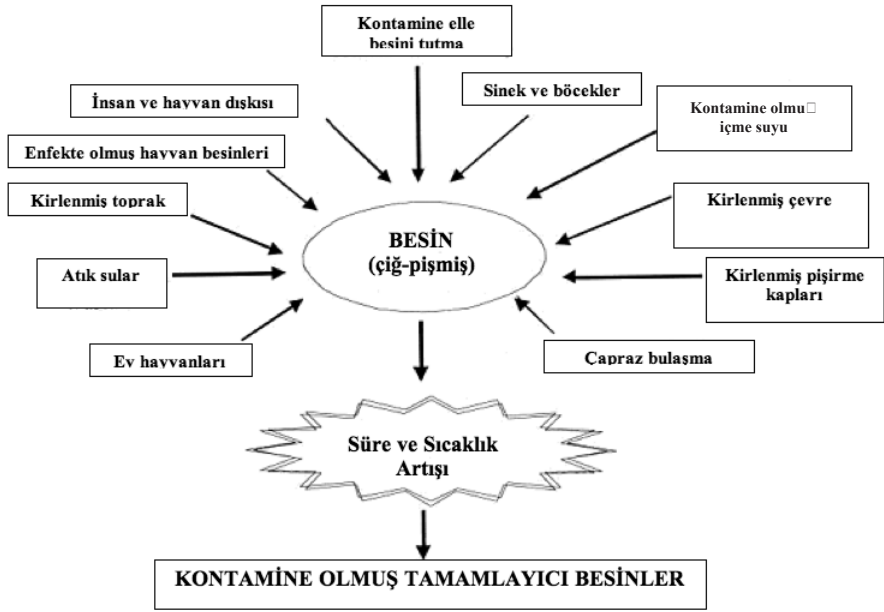 Kontamine elle
besini tutma
İnsan ve hayvan dışkısı
Sinek ve böcekler
Kontamine olmu□
içme suyu
Enfekte olmuş hayvan besinleri
Kirlenmiş toprak
Kirlenmiş çevre
BESİN
(çiğ-pişmiş)
Atık sular
Kirlenmiş pişirme
kapları
Ev hayvanları
Çapraz bulaşma
Süre ve Sıcaklık
Artışı
KONTAMİNE OLMUŞ TAMAMLAYICI BESİNLER